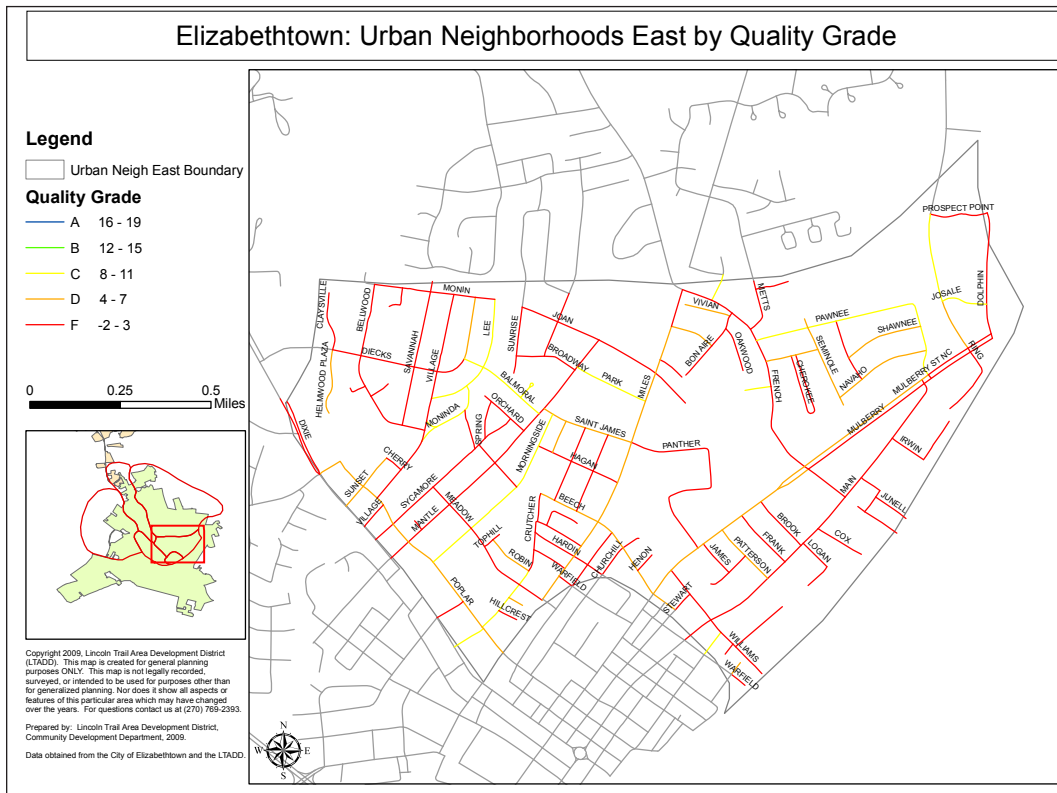 Elizabethtown: Urban Neighborhoods East by Quality Grade
Legend
Urban Neigh East Boundary
Quality Grade
A 16 - 19
B 12 - 15
C 8 - 11
D 4 - 7
F -2 - 3
0 0.25 0.5
Miles
Copyright 2009, Lincoln Trail Area Development District
(LTADD). This map is created for general planning
purposes ONLY. This map is not legally recorded,
surveyed, or intended to be used for purposes other than
for generalized planning. Nor does it show all aspects or
features of this particular area which may have changed
over the years. For questions contact us at (270) 769-2393.
Prepared by: Lincoln Trail Area Development District,
Community Development Department, 2009.
Data obtained from the City of Elizabethtown and the LTADD.
PROSPECT POINT
CLAYSVILLE
BELLWOOD
MONIN
METTS
JOSALE
DOLPHIN
VIVIAN
LEE
JOAN
PAWNEE
SUNRISE
SHAWNEE
SEMINOLE
BON AIRE
OAKWOOD
SAVANNAH
VILLAGE
DIECKS
HELMWOOD PLAZA
BROADWAY
PARK
MILES
FRENCH
CHEROKEE
NAVAHO
RING
MULBERRY ST NC
BALMORAL
ORCHARD
MONINDA
SPRING
MORNINGSIDE
SAINT JAMES
MULBERRY
DIXIE
PANTHER
IRWIN
CHERRY
HAGAN
SUNSET
SYCAMORE
MAIN
VILLAGE
MANTLE
MEADOW
BEECH
CRUTCHER
JUNELL
TOPHILL
HARDIN
BROOK
COX
ROBIN
WARFIELD
CHURCHILL
HENON
JAMES
PATTERSON
FRANK
LOGAN
POPLAR
STEWART
HILLCREST
WILLIAMS
WARFIELD
N
W E
S